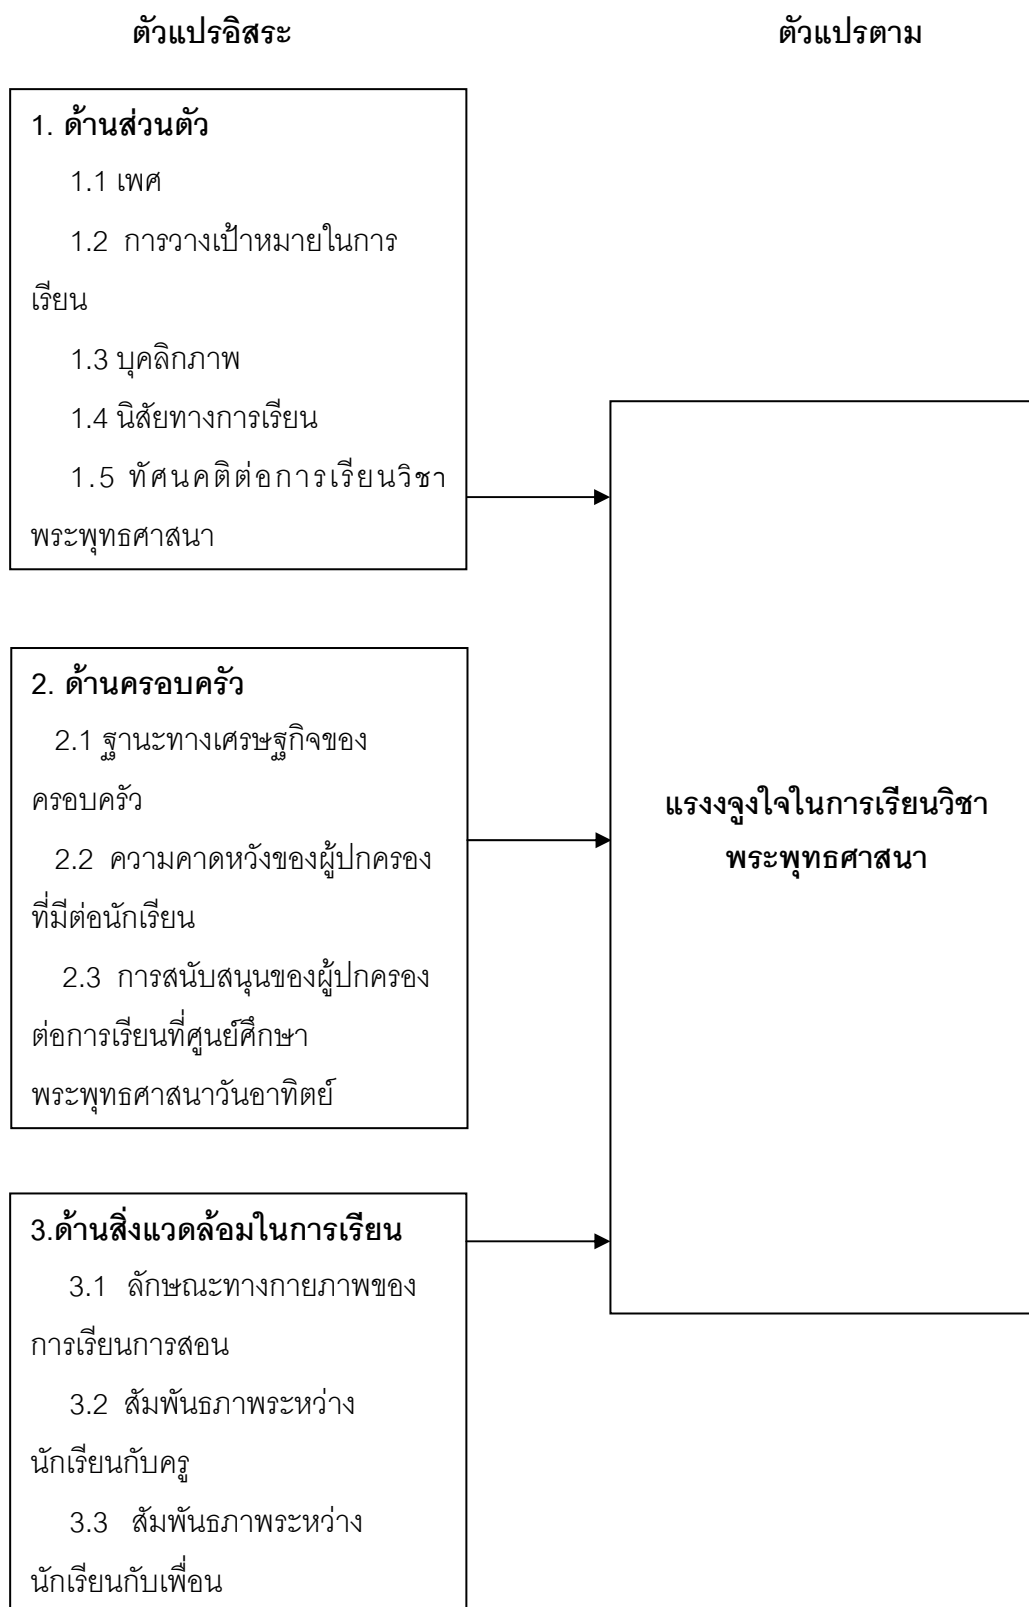 ตัวแปรอิสระ
ตัวแปรตาม
1. ด้านส่วนตัว
1.1 เพศ
1.2 การวางเป้าหมายในการ
เรียน
1.3 บุคลิกภาพ
1.4 นิสัยทางการเรียน
1.5 ทัศนคติต่อการเรียนวิชา
พระพุทธศาสนา
2. ด้านครอบครัว
2.1 ฐานะทางเศรษฐกิจของ
ครอบครัว
2.2 ความคาดหวังของผู้ปกครอง
ที่มีต่อนักเรียน
2.3 การสนับสนุนของผู้ปกครอง
ต่อการเรียนที่ศูนย์ศึกษา
พระพุทธศาสนาวันอาทิตย์
3.ด้านสิ่งแวดล้อมในการเรียน
3.1 ลักษณะทางกายภาพของ
การเรียนการสอน
3.2 สัมพันธภาพระหว่าง
นักเรียนกับครู
3.3 สัมพันธภาพระหว่าง
นักเรียนกับเพื่อน
แรงงจูงใจในการเรียนวิชา
พระพุทธศาสนา